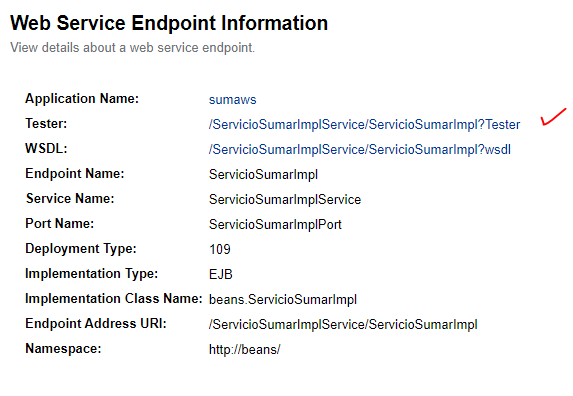 Web Service Endpoint Information
View details about a web service endpoint.
Application Name: sumaws
Tester: /ServicioSumarImplService/ServicioSumarImpl?Tester
WSDL: /ServicioSumarImplService/ServicioSumarImpl?wsdl
Endpoint Name: ServicioSumarImpl
Service Name: ServicioSumarImplService
Port Name: ServicioSumarImplPort
Deployment Type: 109
Implementation Type: EJB
Implementation Class Name: beans.ServicioSumarImpl
Endpoint Address URI: /ServicioSumarImplService/ServicioSumarImpl
Namespace: http://beans/